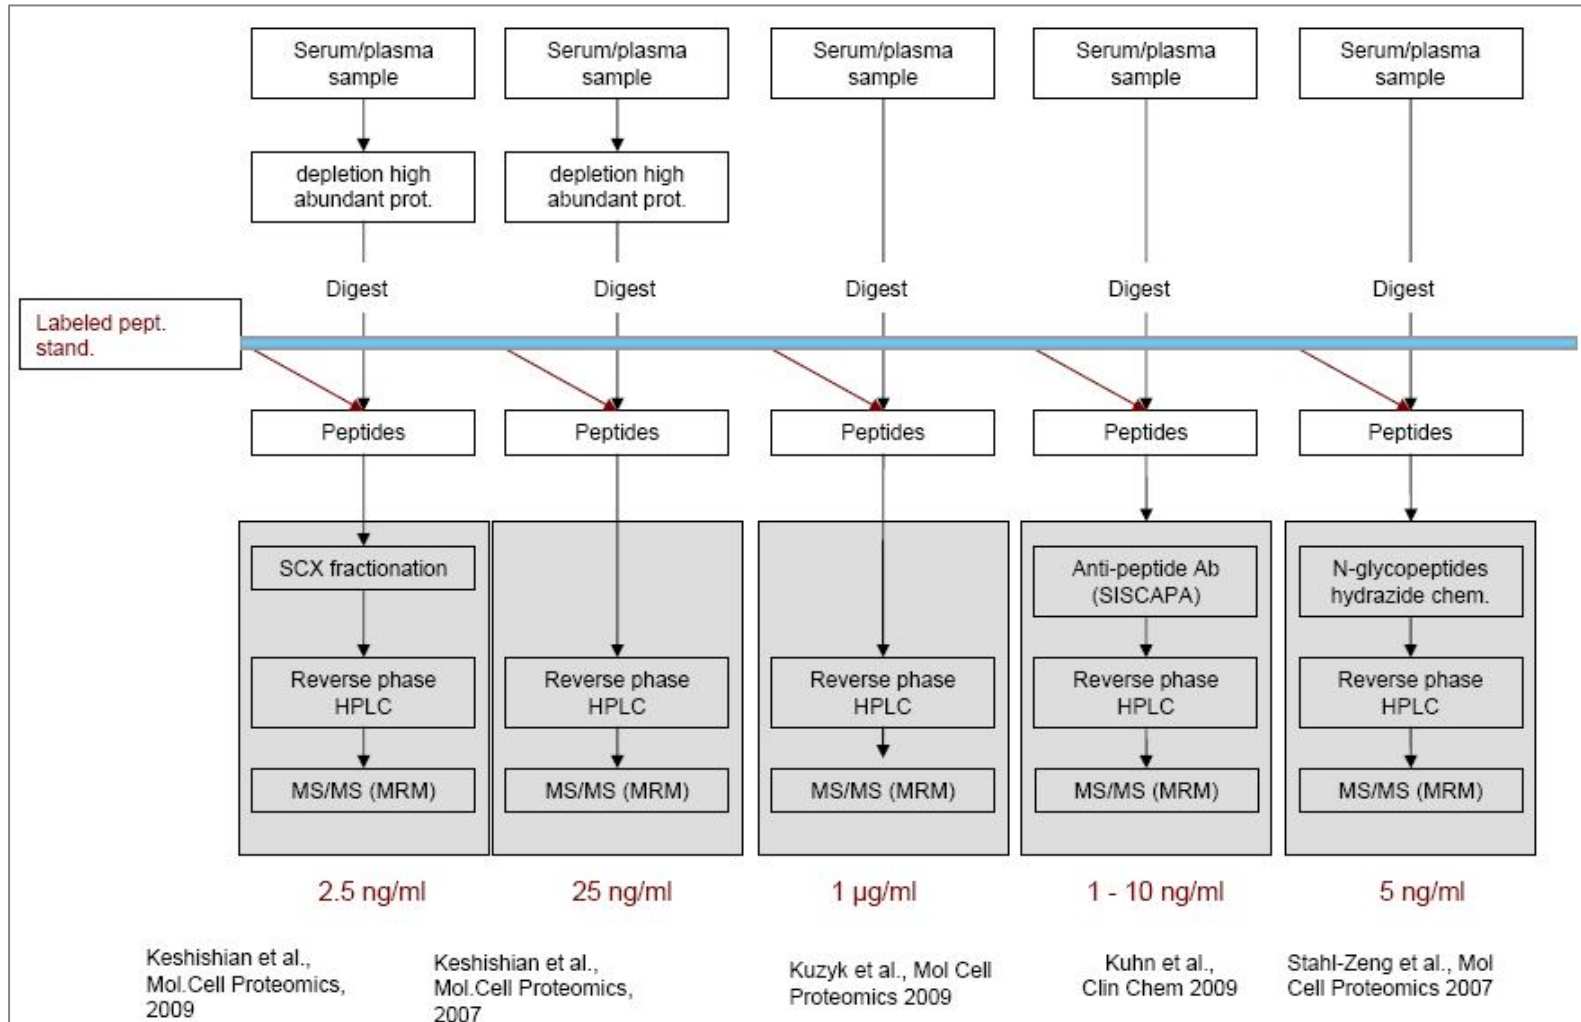 Serum/plasma
sample
Serum/plasma
sample
Serum/plasma
sample
Serum/plasma
sample
Serum/plasma
sample
depletion high
abundant prot.
depletion high
abundant prot.
Digest
Digest
Digest
Digest
Digest
Labeled pept.
stand.
Peptides
Peptides
Peptides
Peptides
Peptides
SCX fractionation
Anti-peptide Ab
(SISCAPA)
N-glycopeptides
hydrazide chem.
Reverse phase
HPLC
Reverse phase
HPLC
Reverse phase
HPLC
Reverse phase
HPLC
Reverse phase
HPLC
MS/MS (MRM)
MS/MS (MRM)
MS/MS (MRM)
MS/MS (MRM)
MS/MS (MRM)
2.5 ng/ml
25 ng/ml
1 µg/ml
1 - 10 ng/ml
5 ng/ml
Keshishian et al.,
Mol.Cell Proteomics,
2009
Keshishian et al.,
Mol.Cell Proteomics,
2007
Kuzyk et al., Mol Cell
Proteomics 2009
Kuhn et al.,
Clin Chem 2009
Stahl-Zeng et al., Mol
Cell Proteomics 2007